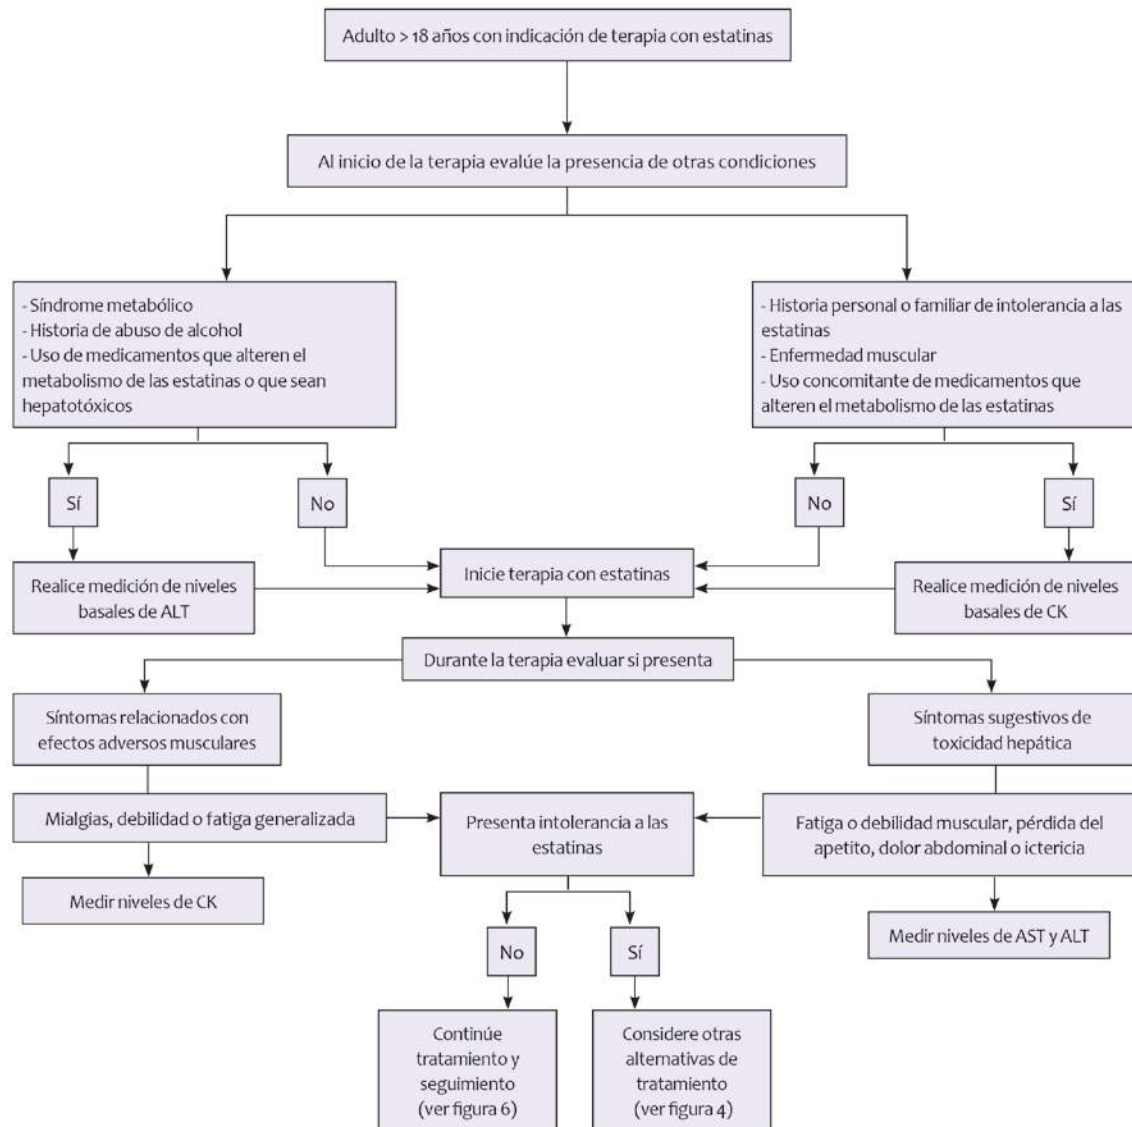 Adulto > 18 años con indicación de terapia con estatinas
Al inicio de la terapia evalúe la presencia de otras condiciones
- Síndrome metabólico
- Historia de abuso de alcohol
- Uso de medicamentos que alteren el
metabolismo de las estatinas o que sean
hepatotóxicos
- Historia personal o familiar de intolerancia a las
estatinas
- Enfermedad muscular
- Uso concomitante de medicamentos que
alteren el metabolismo de las estatinas
Sí
No
No
Sí
Realice medición de niveles
basales de ALT
Inicie terapia con estatinas
Realice medición de niveles
basales de CK
Durante la terapia evaluar si presenta
Síntomas relacionados con
efectos adversos musculares
Síntomas sugestivos de
toxicidad hepática
Mialgias, debilidad o fatiga generalizada
Presenta intolerancia a las
estatinas
Fatiga o debilidad muscular, pérdida del
apetito, dolor abdominal o ictericia
Medir niveles de CK
Medir niveles de AST y ALT
No
Sí
Continúe
tratamiento y
seguimiento
(ver figura 6)
Considere otras
alternativas de
tratamiento
(ver figura 4)